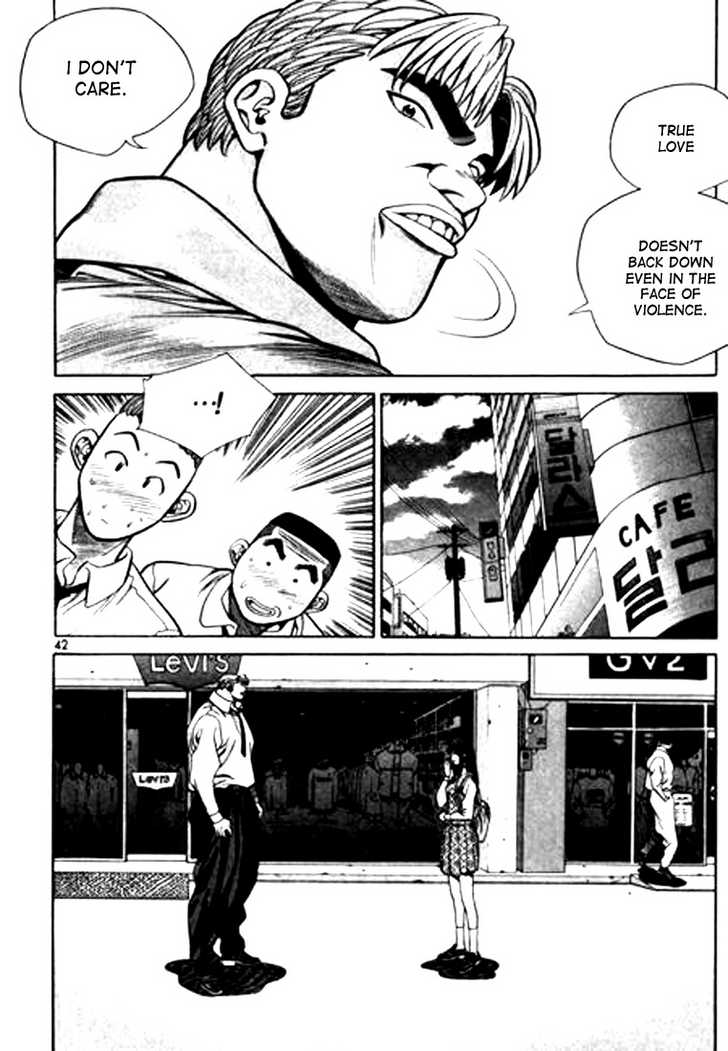 I DON'T
CARE.
TRUE
LOVE
DOESN'T
BACK DOWN
EVEN IN THE
FACE OF
VIOLENCE.
...!
달라스
CAFE
달라
42
LEVI'S
GV2
Levi's